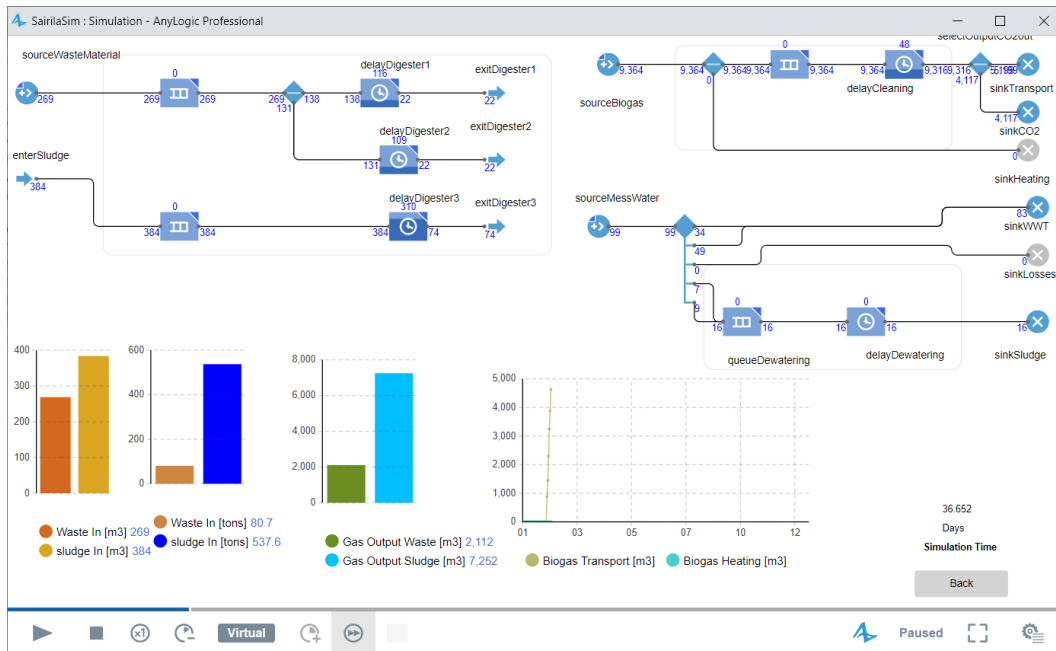 SairilaSim : Simulation - AnyLogic Professional
sourceWasteMaterial
0
269
269
269
269
138
131
delayDigester1
116
138
22
exitDigester1
22
delayDigester2
109
131
22
exitDigester2
22
enterSludge
384
0
384
384
delayDigester3
310
384
74
exitDigester3
74
selectOutputCO2out
sourceBiogas
9,364
9,364
0
9,364
0
9,364
9,364
48
9,364
9,316
delayCleaning
9,316
4,117
sinkTransport
4,117
sinkCO2
0
sinkHeating
sourceMessWater
99
99
34
49
0
7
9
83
sinkWWT
0
sinkLosses
0
16
16
queueDewatering
0
16
16
delayDewatering
16
sinkSludge
400
300
200
100
0
Waste In [m3] 269
sludge In [m3] 384
600
400
200
0
Waste In [tons] 80.7
sludge In [tons] 537.6
8,000
6,000
4,000
2,000
0
Gas Output Waste [m3] 2,112
Gas Output Sludge [m3] 7,252
5,000
4,000
3,000
2,000
1,000
0
01 03 05 07 09 11
Biogas Transport [m3] Biogas Heating [m3]
36.652
Days
Simulation Time
Back
x1
Virtual
Paused